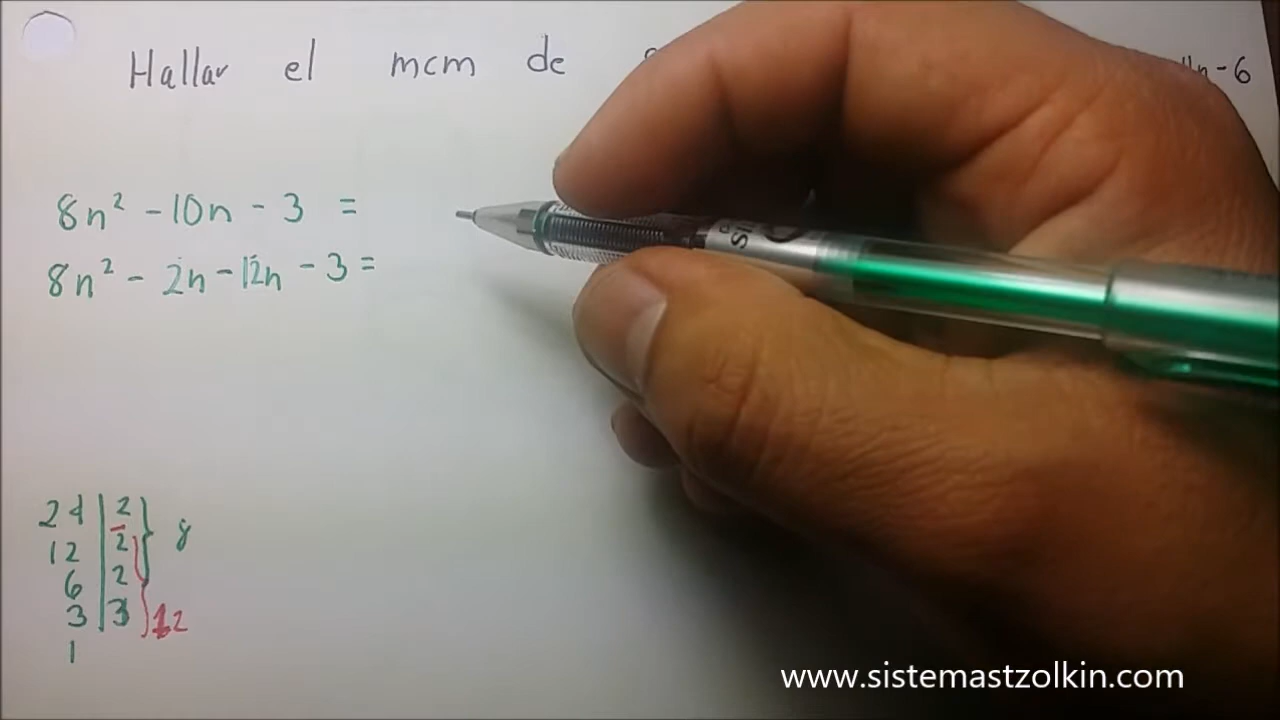 Hallar el mcm de n - 6
8n² - 10n - 3 =
8n² - 2n - 12n - 3 =
24 | 2
12 | 2 } 8
6 | 2
3 | 3 } 12
1
www.sistemastzolkin.com